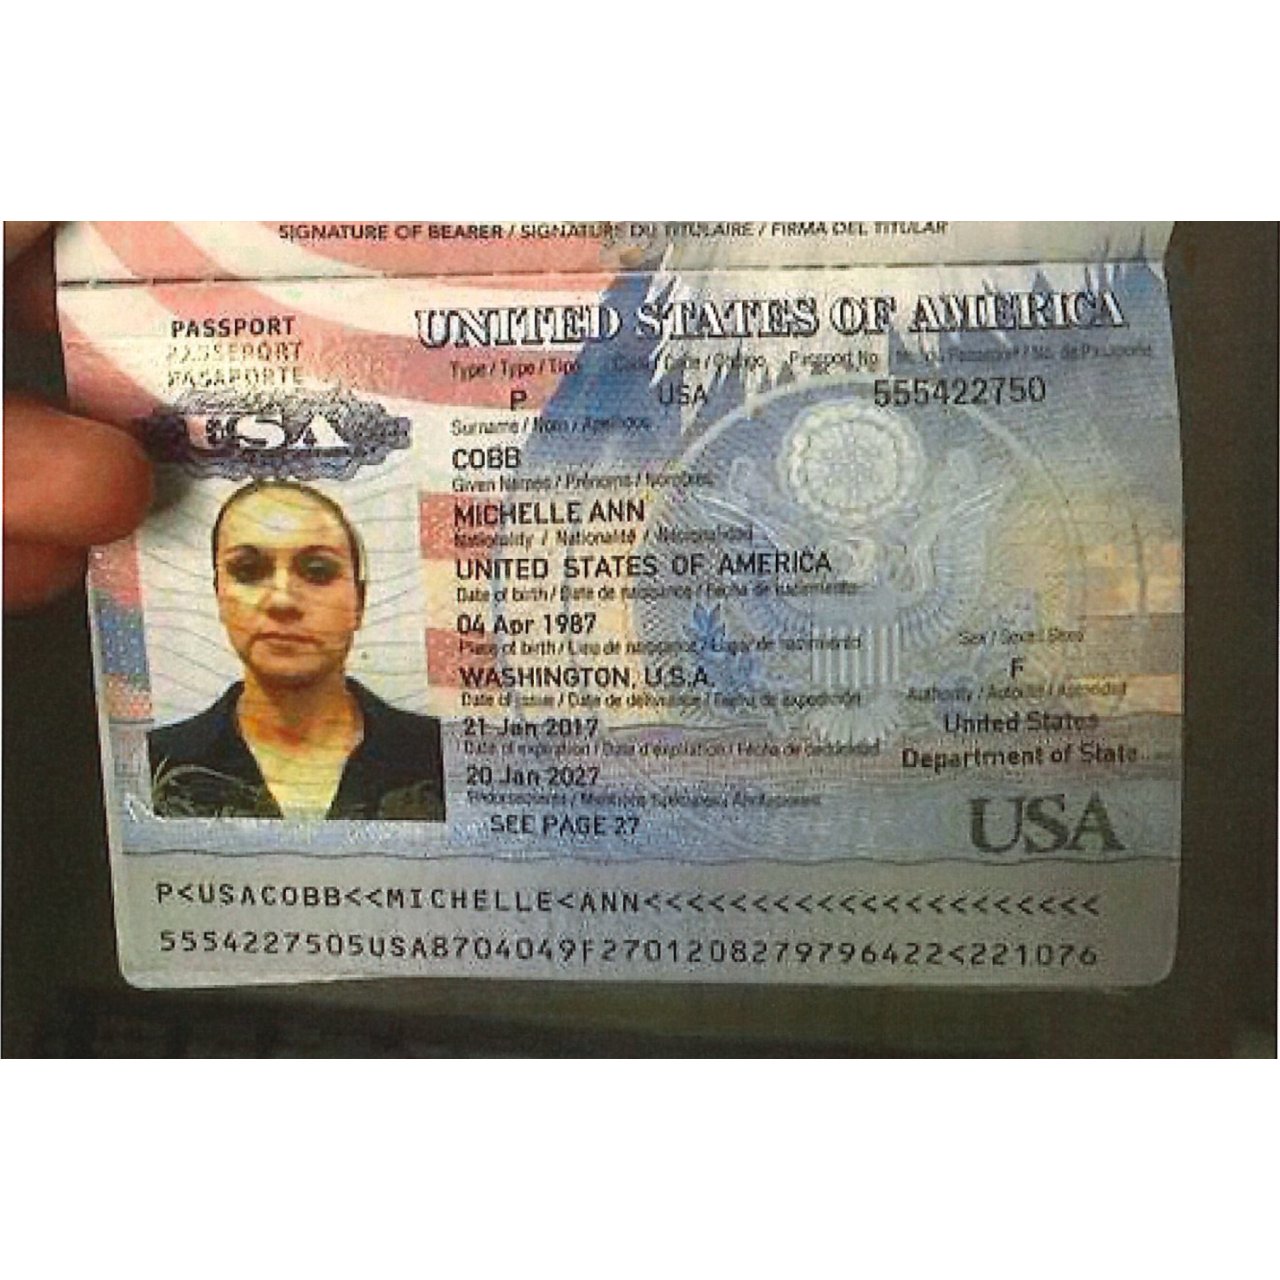 SIGNATURE OF BEARER / SIGNATURE DU TITULAIRE / FIRMA DEL TITULAR
PASSPORT
PASSEPORT
PASAPORTE
USA
UNITED STATES OF AMERICA
Type / Type / Tipo Code / Code / Código Passport No. / No. du Passeport / No. de Pasaporte
P USA 555422750
Surname / Nom / Apellidos
COBB
Given Names / Prénoms / Nombres
MICHELLE ANN
Nationality / Nationalité / Nacionalidad
UNITED STATES OF AMERICA
Date of birth / Date de naissance / Fecha de nacimiento
04 Apr 1987
Place of birth / Lieu de naissance / Lugar de nacimiento
Sex / Sexe / Sexo
WASHINGTON, U.S.A.
F
Date of issue / Date de délivrance / Fecha de expedición
Authority / Autorité / Autoridad
21 Jan 2017
United States
Date of expiration / Date d'expiration / Fecha de caducidad
Department of State
20 Jan 2027
Endorsements / Mentions Spéciales / Anotaciones
SEE PAGE 27
USA
P<USACOBB<<MICHELLE<ANN<<<<<<<<<<<<<<<<<<<<<
5554227505USA8704049F2701208279796422<221076